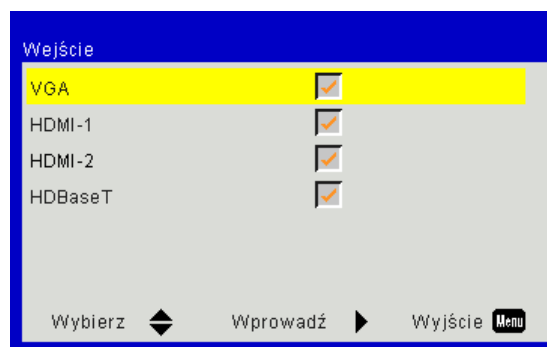 Wejście
VGA
HDMI-1
HDMI-2
HDBaseT
Wybierz Wprowadź Wyjście Menu